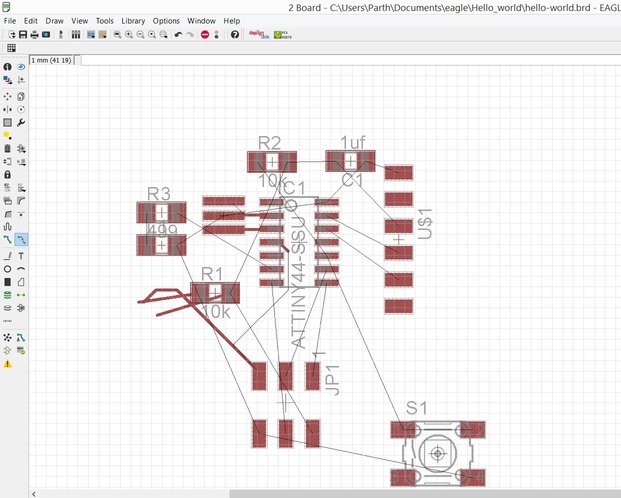 2 Board - C:\Users\Parth\Documents\eagle\Hello_world\hello-world.brd - EAGL
File Edit Draw View Tools Library Options Window Help
1 mm (41 19)
R2
1uf
10k
C1
IC1
R3
499
U$1
ATTINY44-SSU
R1
10k
1
JP1
S1